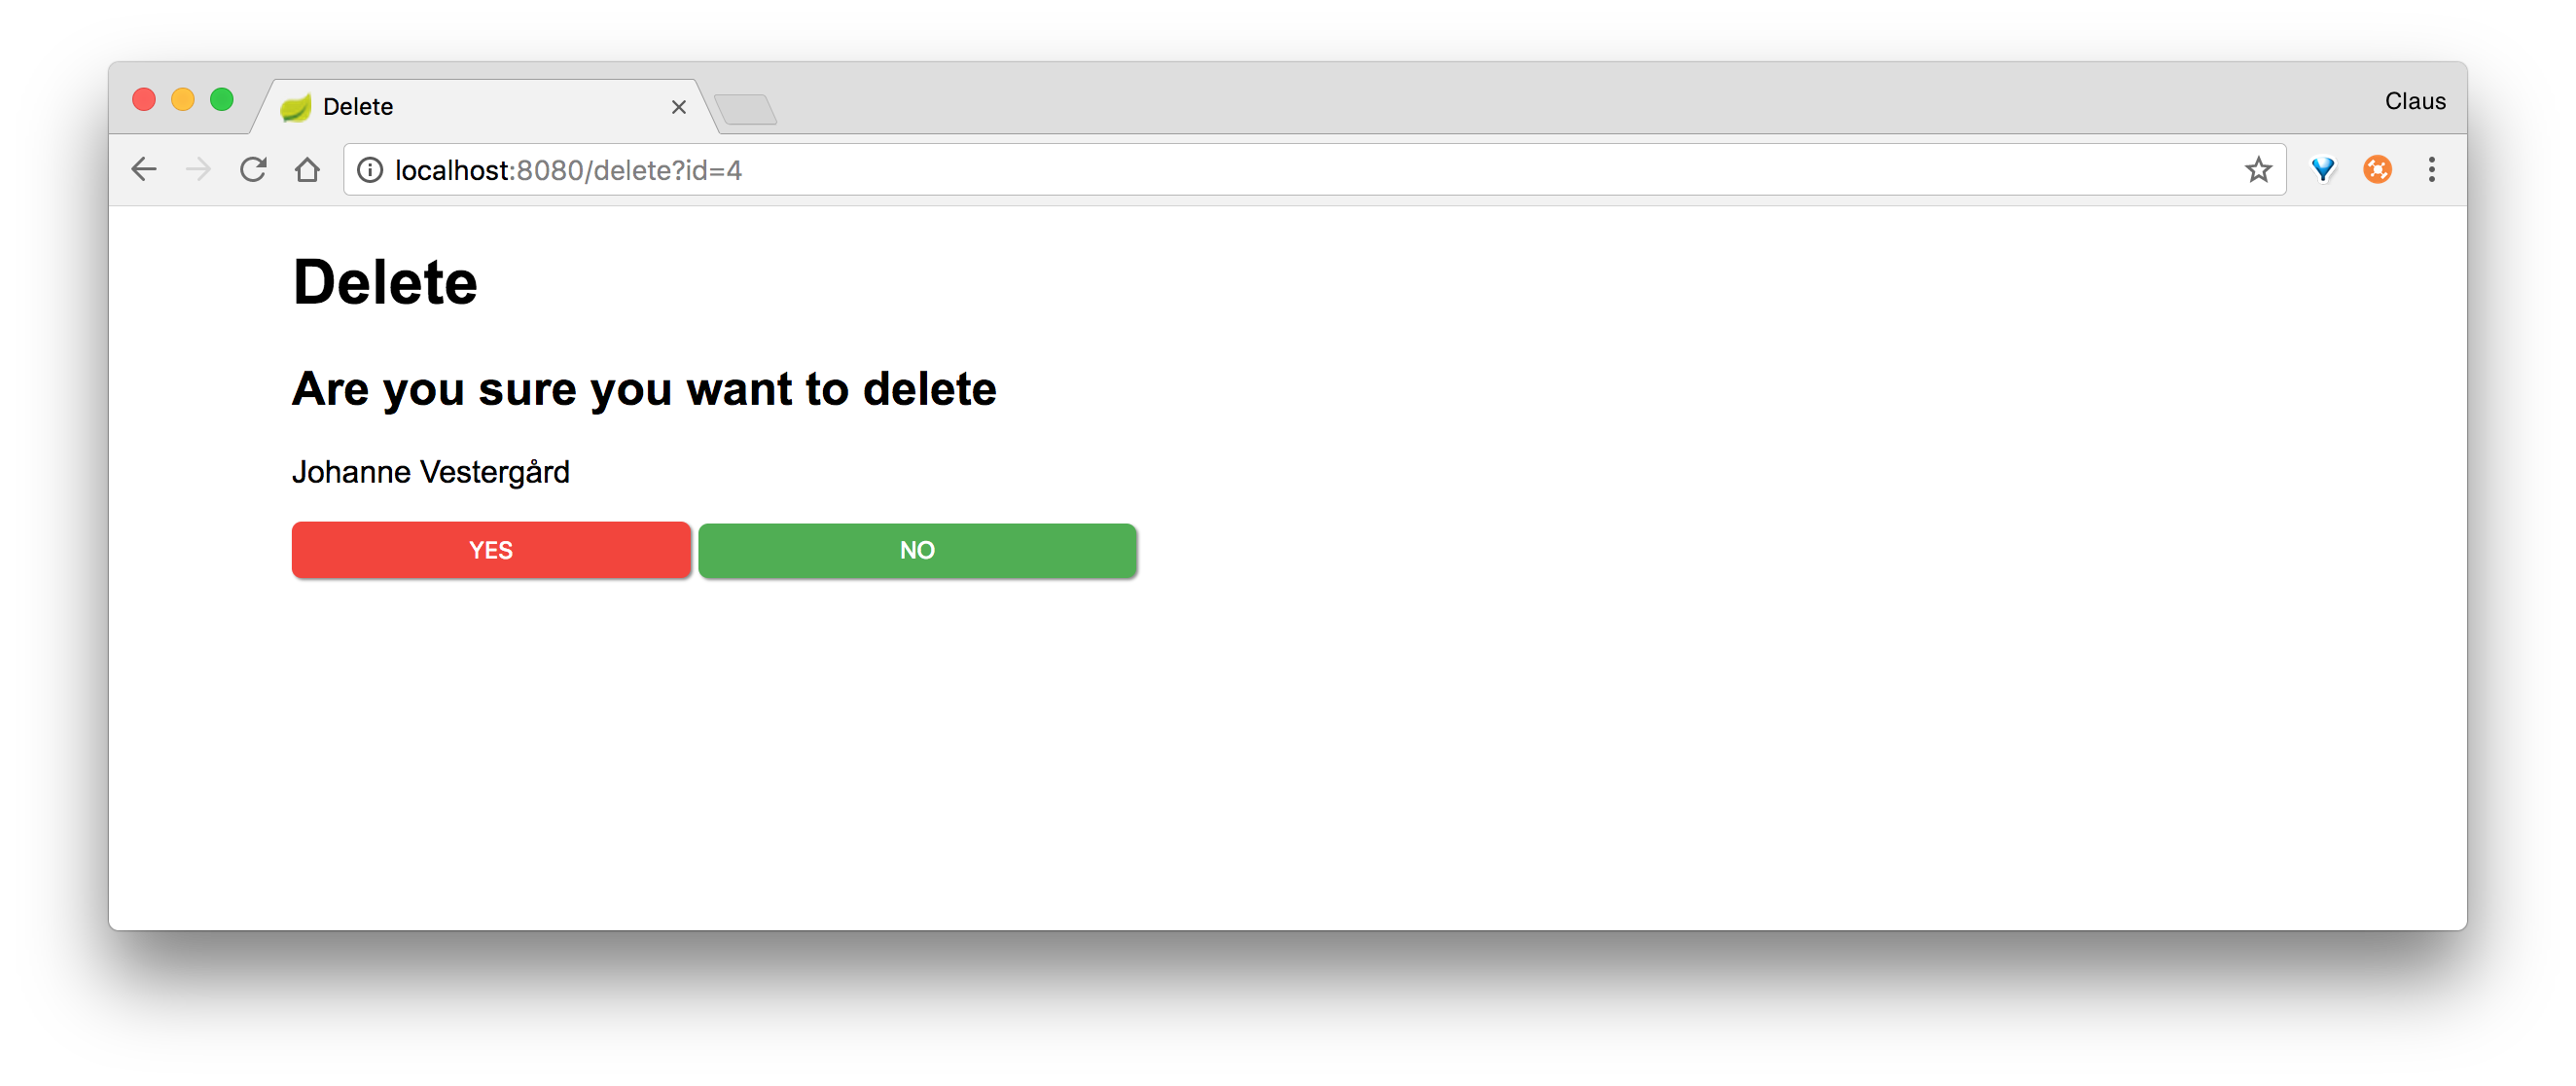 Delete
Claus
localhost:8080/delete?id=4
Delete
Are you sure you want to delete
Johanne Vestergård
YES NO